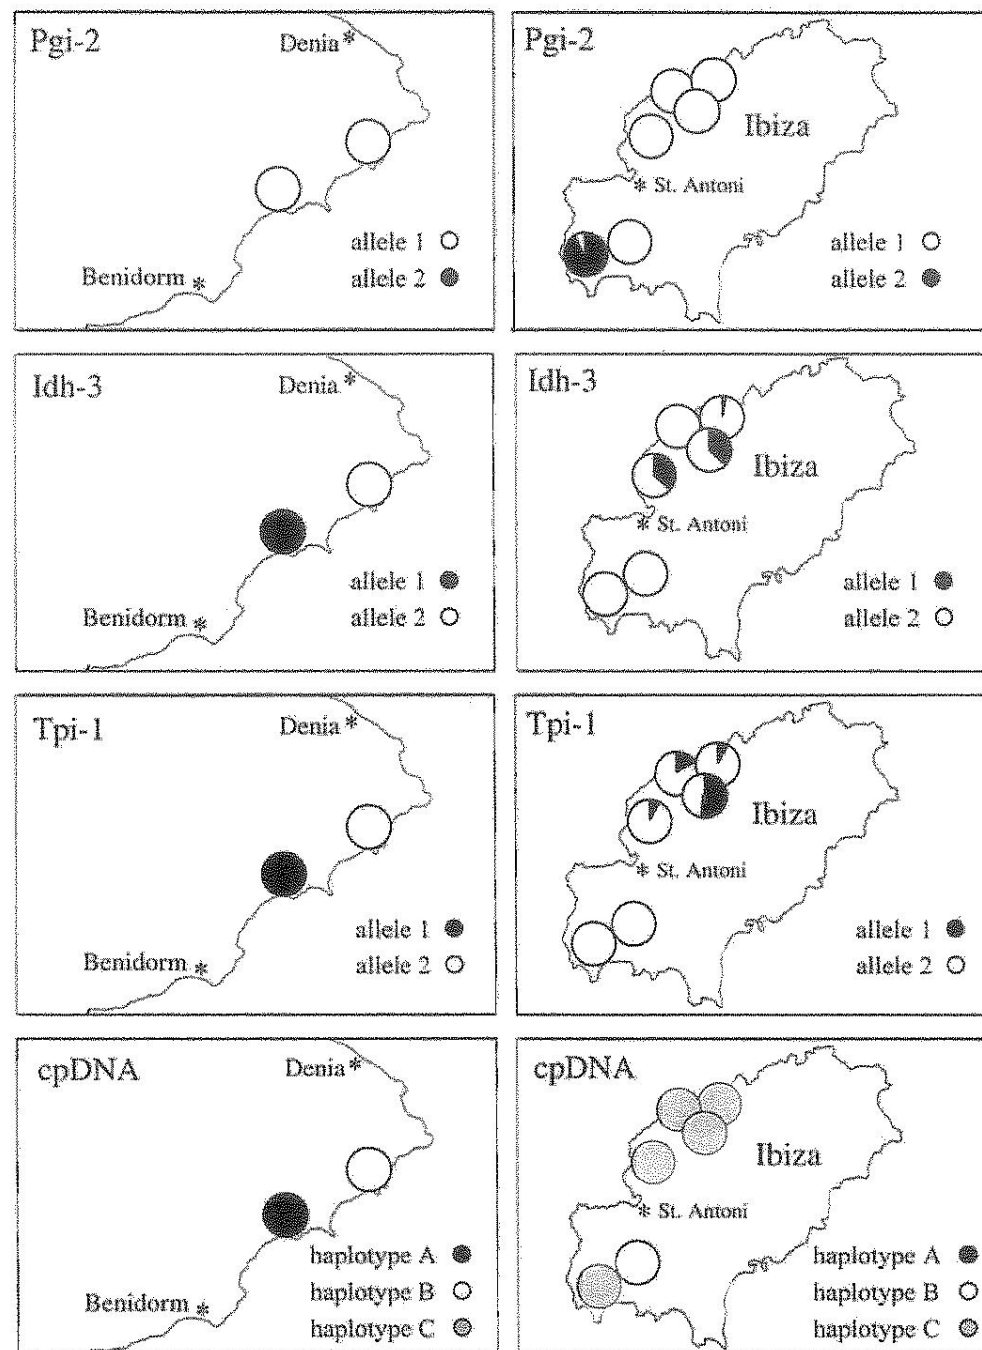 Pgi-2
Denia *
Benidorm *
allele 1
allele 2
Pgi-2
Ibiza
* St. Antoni
allele 1
allele 2
Idh-3
Denia *
Benidorm *
allele 1
allele 2
Idh-3
Ibiza
* St. Antoni
allele 1
allele 2
Tpi-1
Denia *
Benidorm *
allele 1
allele 2
Tpi-1
Ibiza
* St. Antoni
allele 1
allele 2
cpDNA
Denia *
Benidorm *
haplotype A
haplotype B
haplotype C
cpDNA
Ibiza
* St. Antoni
haplotype A
haplotype B
haplotype C